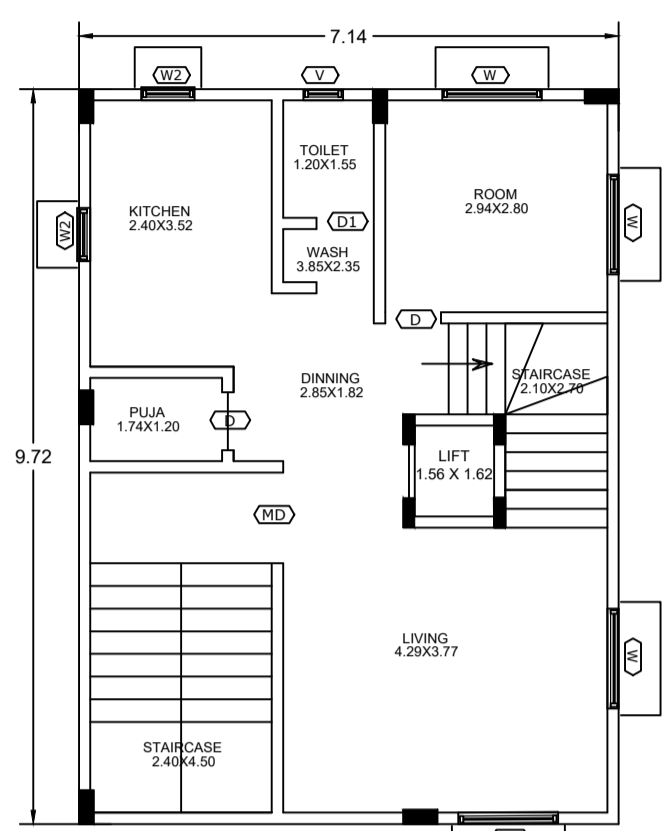 7.14
W2
V
W
TOILET
1.20X1.55
KITCHEN
2.40X3.52
ROOM
2.94X2.80
W2
D1
W
WASH
3.85X2.35
D
DINNING
2.85X1.82
STAIRCASE
2.10X2.70
PUJA
1.74X1.20
D
9.72
LIFT
1.56 X 1.62
MD
LIVING
4.29X3.77
W
STAIRCASE
2.40X4.50